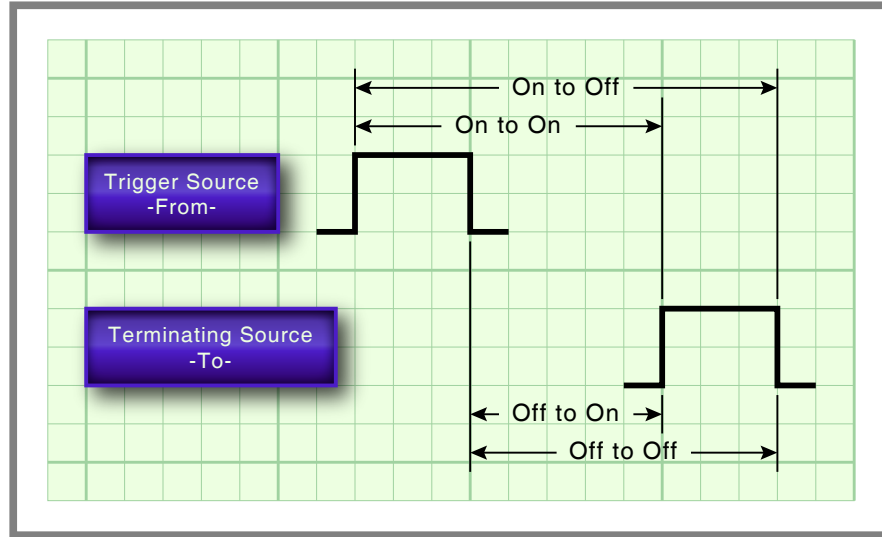 On to Off
On to On
Trigger Source
-From-
Terminating Source
-To-
Off to On
Off to Off